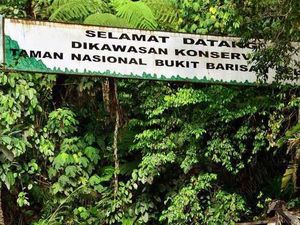 SELAMAT DATANG
DIKAWASAN KONSERV
TAMAN NASIONAL BUKIT BARISA